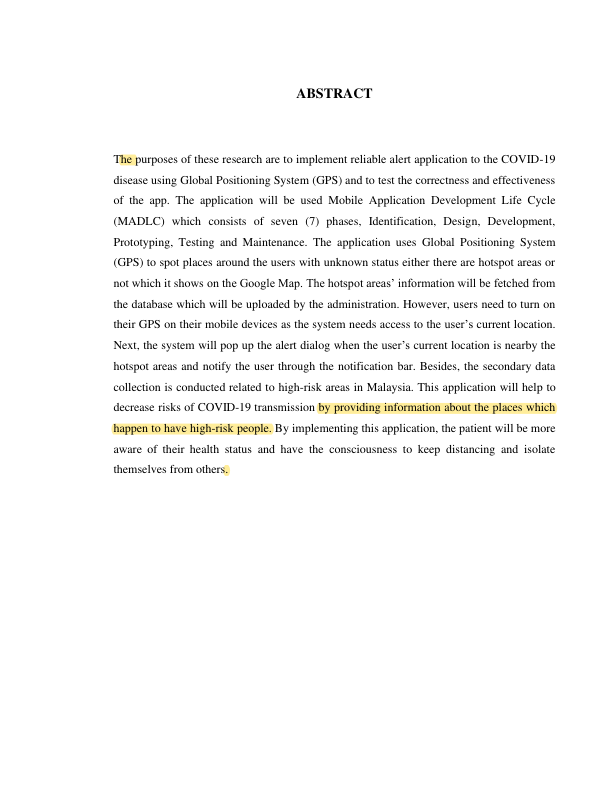 ABSTRACT
The purposes of these research are to implement reliable alert application to the COVID-19
disease using Global Positioning System (GPS) and to test the correctness and effectiveness
of the app. The application will be used Mobile Application Development Life Cycle
(MADLC) which consists of seven (7) phases, Identification, Design, Development,
Prototyping, Testing and Maintenance. The application uses Global Positioning System
(GPS) to spot places around the users with unknown status either there are hotspot areas or
not which it shows on the Google Map. The hotspot areas’ information will be fetched from
the database which will be uploaded by the administration. However, users need to turn on
their GPS on their mobile devices as the system needs access to the user’s current location.
Next, the system will pop up the alert dialog when the user’s current location is nearby the
hotspot areas and notify the user through the notification bar. Besides, the secondary data
collection is conducted related to high-risk areas in Malaysia. This application will help to
decrease risks of COVID-19 transmission by providing information about the places which
happen to have high-risk people. By implementing this application, the patient will be more
aware of their health status and have the consciousness to keep distancing and isolate
themselves from others.